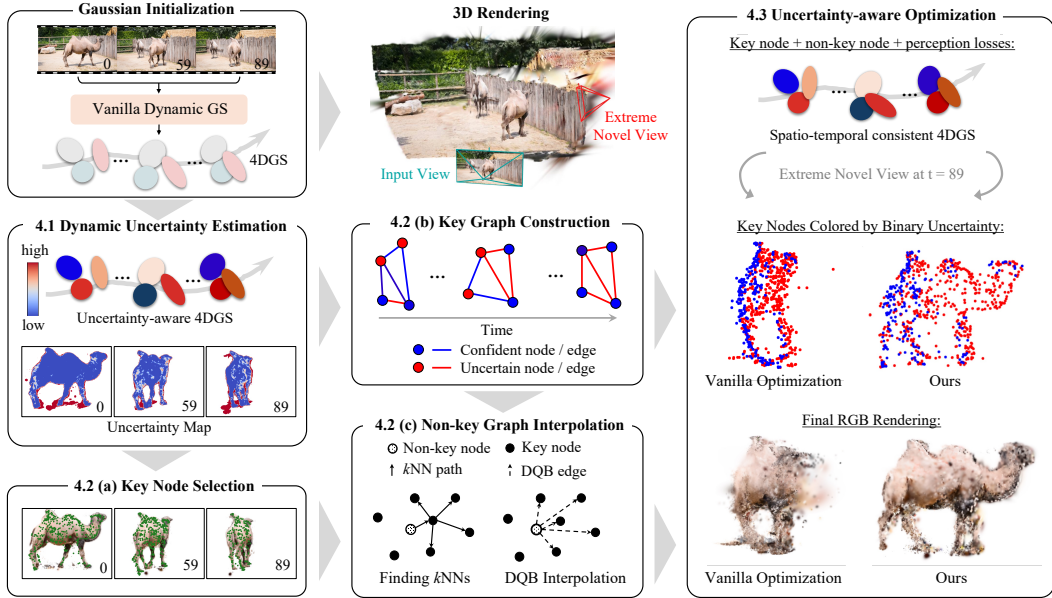 Gaussian Initialization
0
59
89
Vanilla Dynamic GS
4DGS
4.1 Dynamic Uncertainty Estimation
high
low
Uncertainty-aware 4DGS
0
59
89
Uncertainty Map
4.2 (a) Key Node Selection
0
59
89
3D Rendering
Extreme
Novel View
Input View
4.2 (b) Key Graph Construction
Time
Confident node / edge
Uncertain node / edge
4.2 (c) Non-key Graph Interpolation
Non-key node
Key node
kNN path
DQB edge
Finding kNNs
DQB Interpolation
4.3 Uncertainty-aware Optimization
Key node + non-key node + perception losses:
Spatio-temporal consistent 4DGS
Extreme Novel View at t = 89
Key Nodes Colored by Binary Uncertainty:
Vanilla Optimization
Ours
Final RGB Rendering:
Vanilla Optimization
Ours